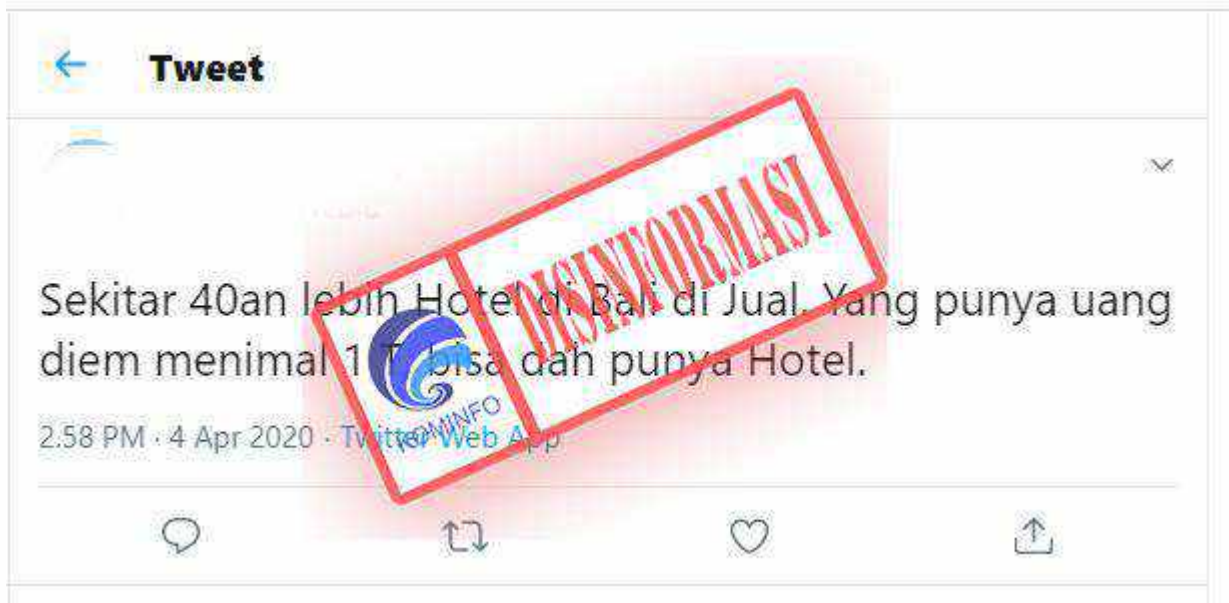 Tweet
Sekitar 40an lebih Hotel di Bali di Jual. Yang punya uang
diem menimal 1 T bisa dah punya Hotel.
2.58 PM · 4 Apr 2020 · Twitter Web App
DISINFORMASI
KOMINFO